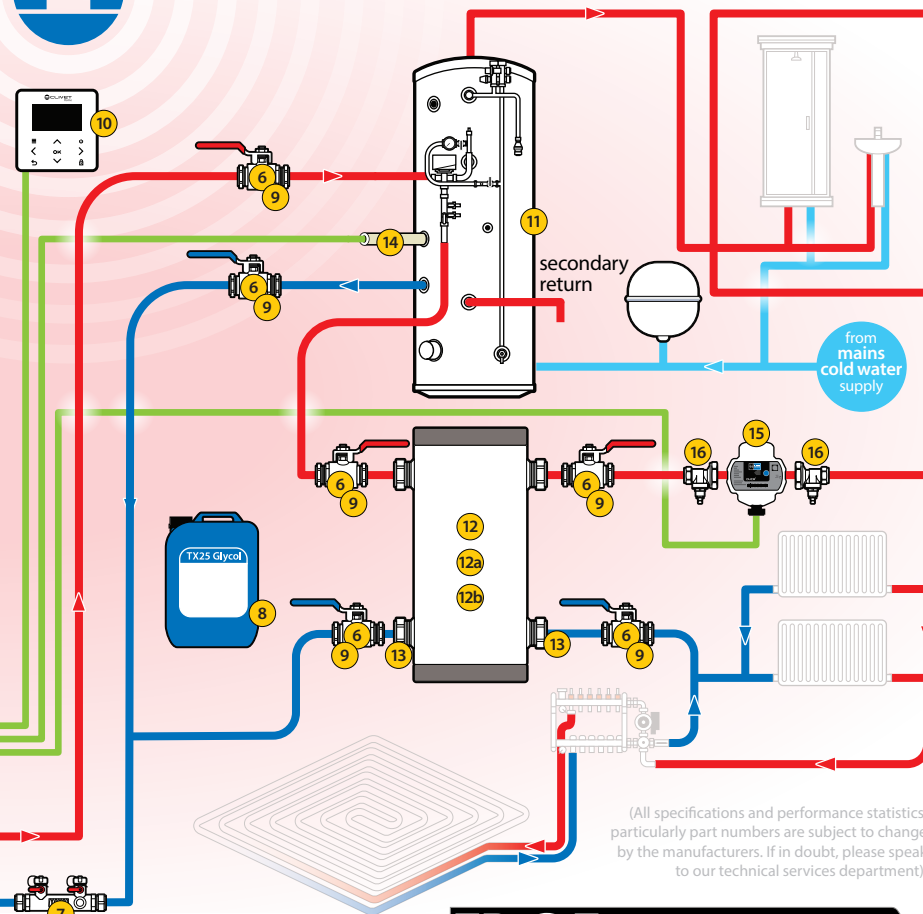 CLIVET
10
OK
6
9
11
14
secondary
return
6
9
from
mains
cold water
supply
15
16
16
6
9
6
9
12
TX25 Glycol
12a
12b
8
6
9
13
13
6
9
(All specifications and performance statistics
particularly part numbers are subject to change
by the manufacturers. If in doubt, please speak
to our technical services department)
7